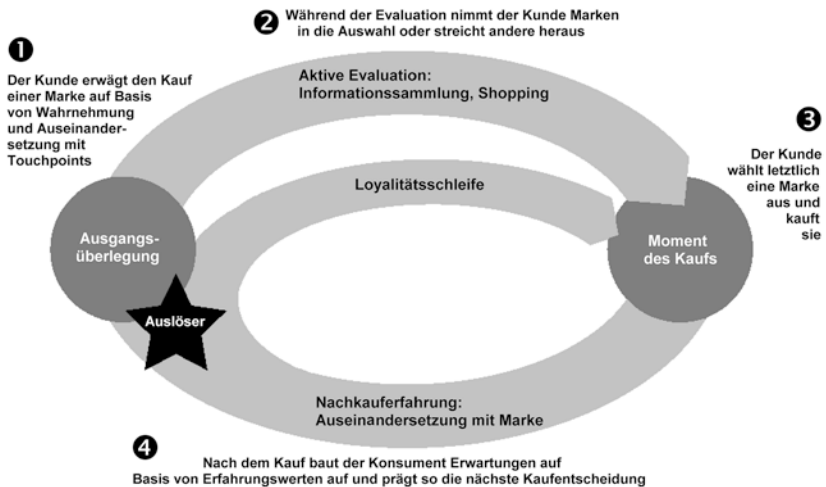 ❶
Der Kunde erwägt den Kauf
einer Marke auf Basis
von Wahrnehmung
und Auseinander-
setzung mit
Touchpoints
❷ Während der Evaluation nimmt der Kunde Marken
in die Auswahl oder streicht andere heraus
Aktive Evaluation:
Informationssammlung, Shopping
❸
Der Kunde
wählt letztlich
eine Marke
aus und
kauft
sie
Loyalitätsschleife
Ausgangs-
überlegung
Auslöser
Moment
des Kaufs
Nachkauferfahrung:
Auseinandersetzung mit Marke
❹
Nach dem Kauf baut der Konsument Erwartungen auf
Basis von Erfahrungswerten auf und prägt so die nächste Kaufentscheidung